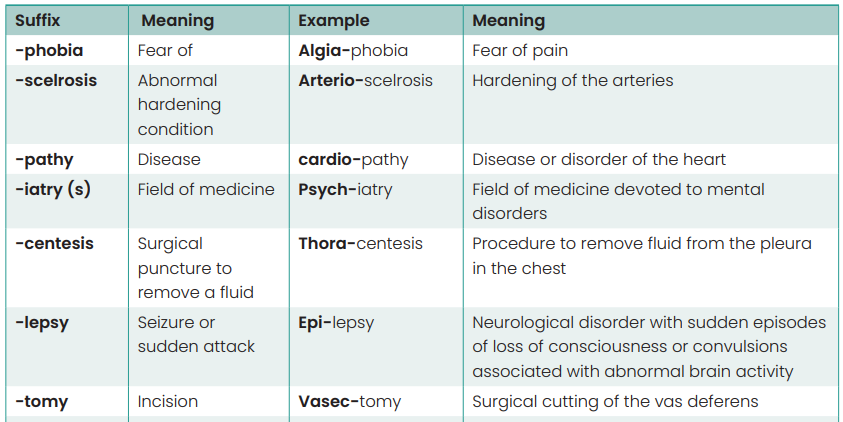 Suffix Meaning Example Meaning
-phobia Fear of Algia-phobia Fear of pain
-scelrosis Abnormal hardening condition Arterio-scelrosis Hardening of the arteries
-pathy Disease cardio-pathy Disease or disorder of the heart
-iatry (s) Field of medicine Psych-iatry Field of medicine devoted to mental disorders
-centesis Surgical puncture to remove a fluid Thora-centesis Procedure to remove fluid from the pleura in the chest
-lepsy Seizure or sudden attack Epi-lepsy Neurological disorder with sudden episodes of loss of consciousness or convulsions associated with abnormal brain activity
-tomy Incision Vasec-tomy Surgical cutting of the vas deferens